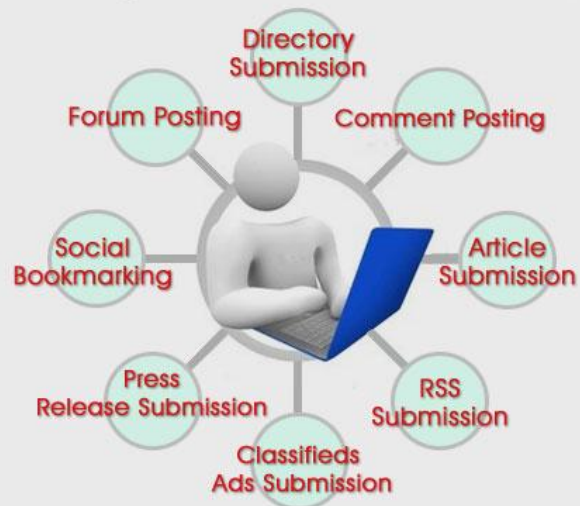 Directory
Submission
Forum Posting
Comment Posting
Social
Bookmarking
Article
Submission
Press
Release Submission
RSS
Submission
Classifieds
Ads Submission